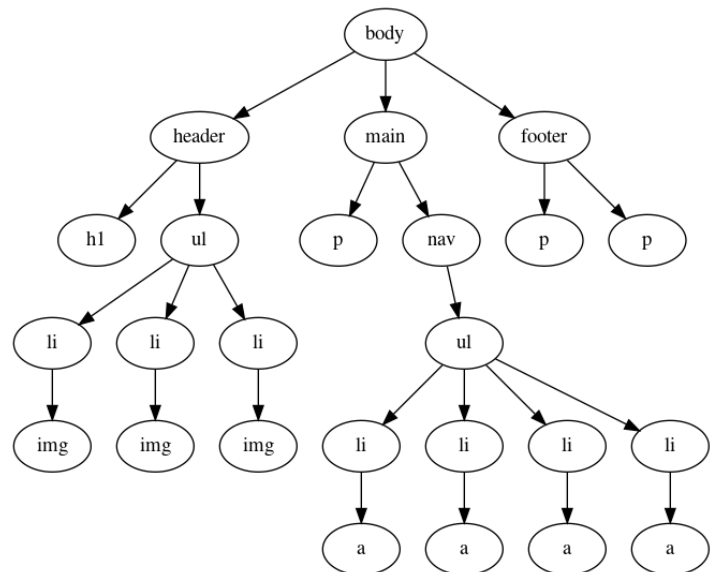 body
header main footer
h1 ul p nav p p
li li li ul
img img img li li li li
a a a a